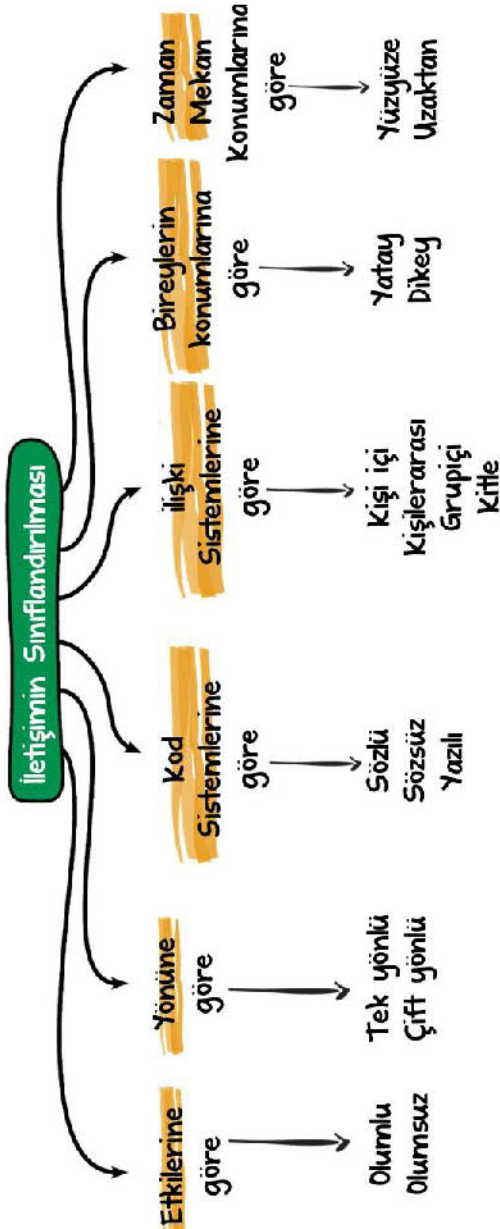 İletişimin Sınıflandırılması
Etkilerine
göre
Olumlu
Olumsuz
Yönüne
göre
Tek yönlü
Çift yönlü
Kod
Sistemlerine
göre
Sözlü
Sözsüz
Yazılı
İlişki
Sistemlerine
göre
Kişi içi
Kişilerarası
Grupiçi
Kitle
Bireylerin
konumlarına
göre
Yatay
Dikey
Zaman
Mekan
Konumlarına
göre
Yüzyüze
Uzaktan